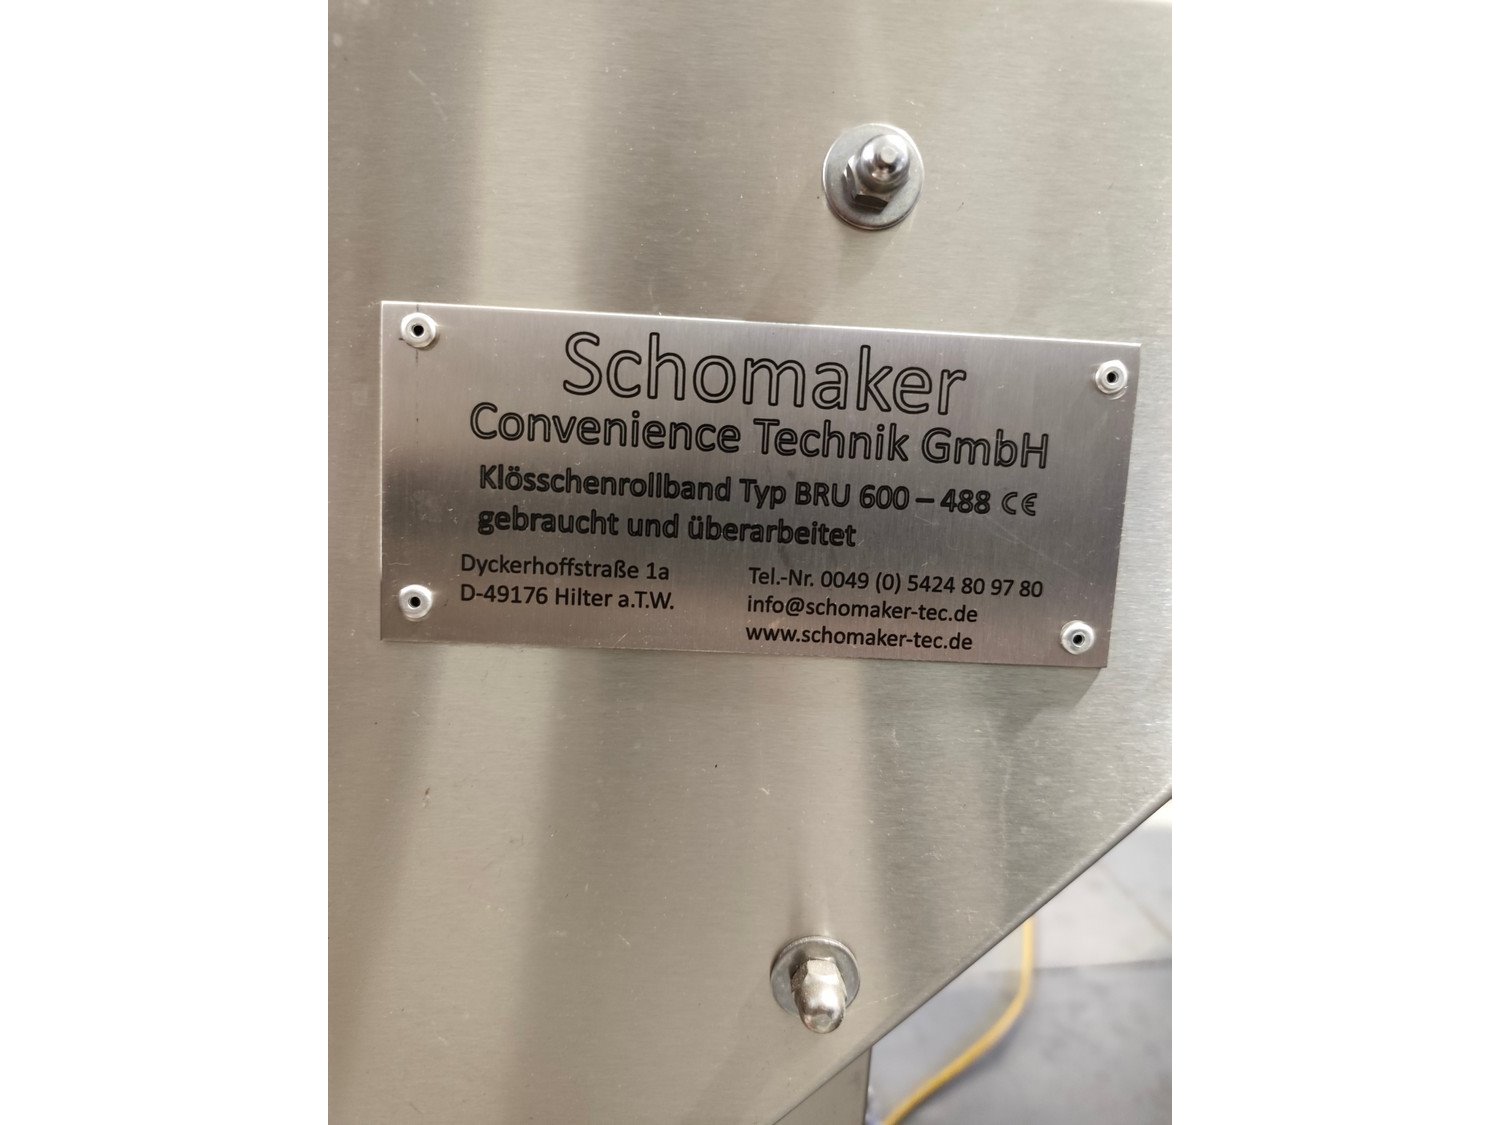 Schomaker
Convenience Technik GmbH
Klösschenrollband Typ BRU 600 – 488 CE
gebraucht und überarbeitet
Dyckerhoffstraße 1a
D-49176 Hilter a.T.W.
Tel.-Nr. 0049 (0) 5424 80 97 80
info@schomaker-tec.de
www.schomaker-tec.de